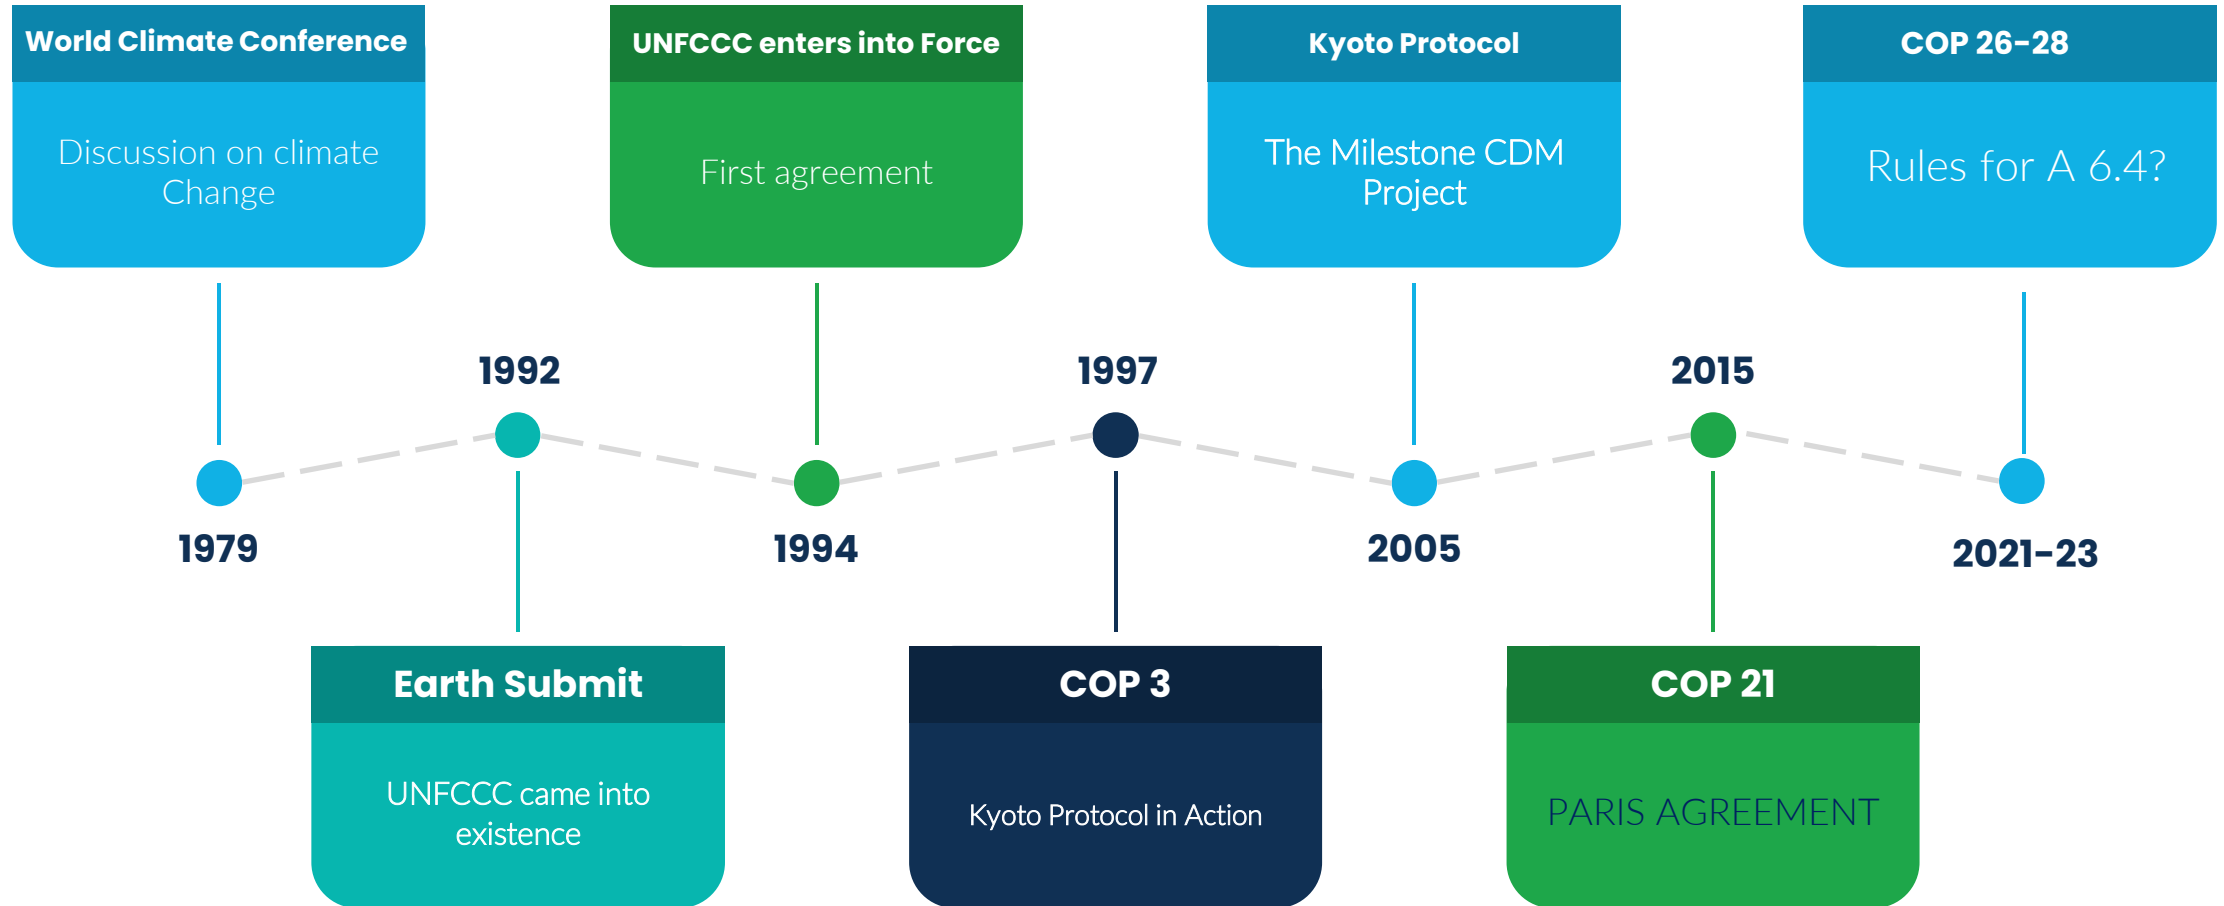 World Climate Conference
Discussion on climate
Change
UNFCCC enters into Force
First agreement
Kyoto Protocol
The Milestone CDM
Project
COP 26-28
Rules for A 6.4?
1992
1997
2015
1979
1994
2005
2021-23
Earth Submit
UNFCCC came into
existence
COP 3
Kyoto Protocol in Action
COP 21
PARIS AGREEMENT